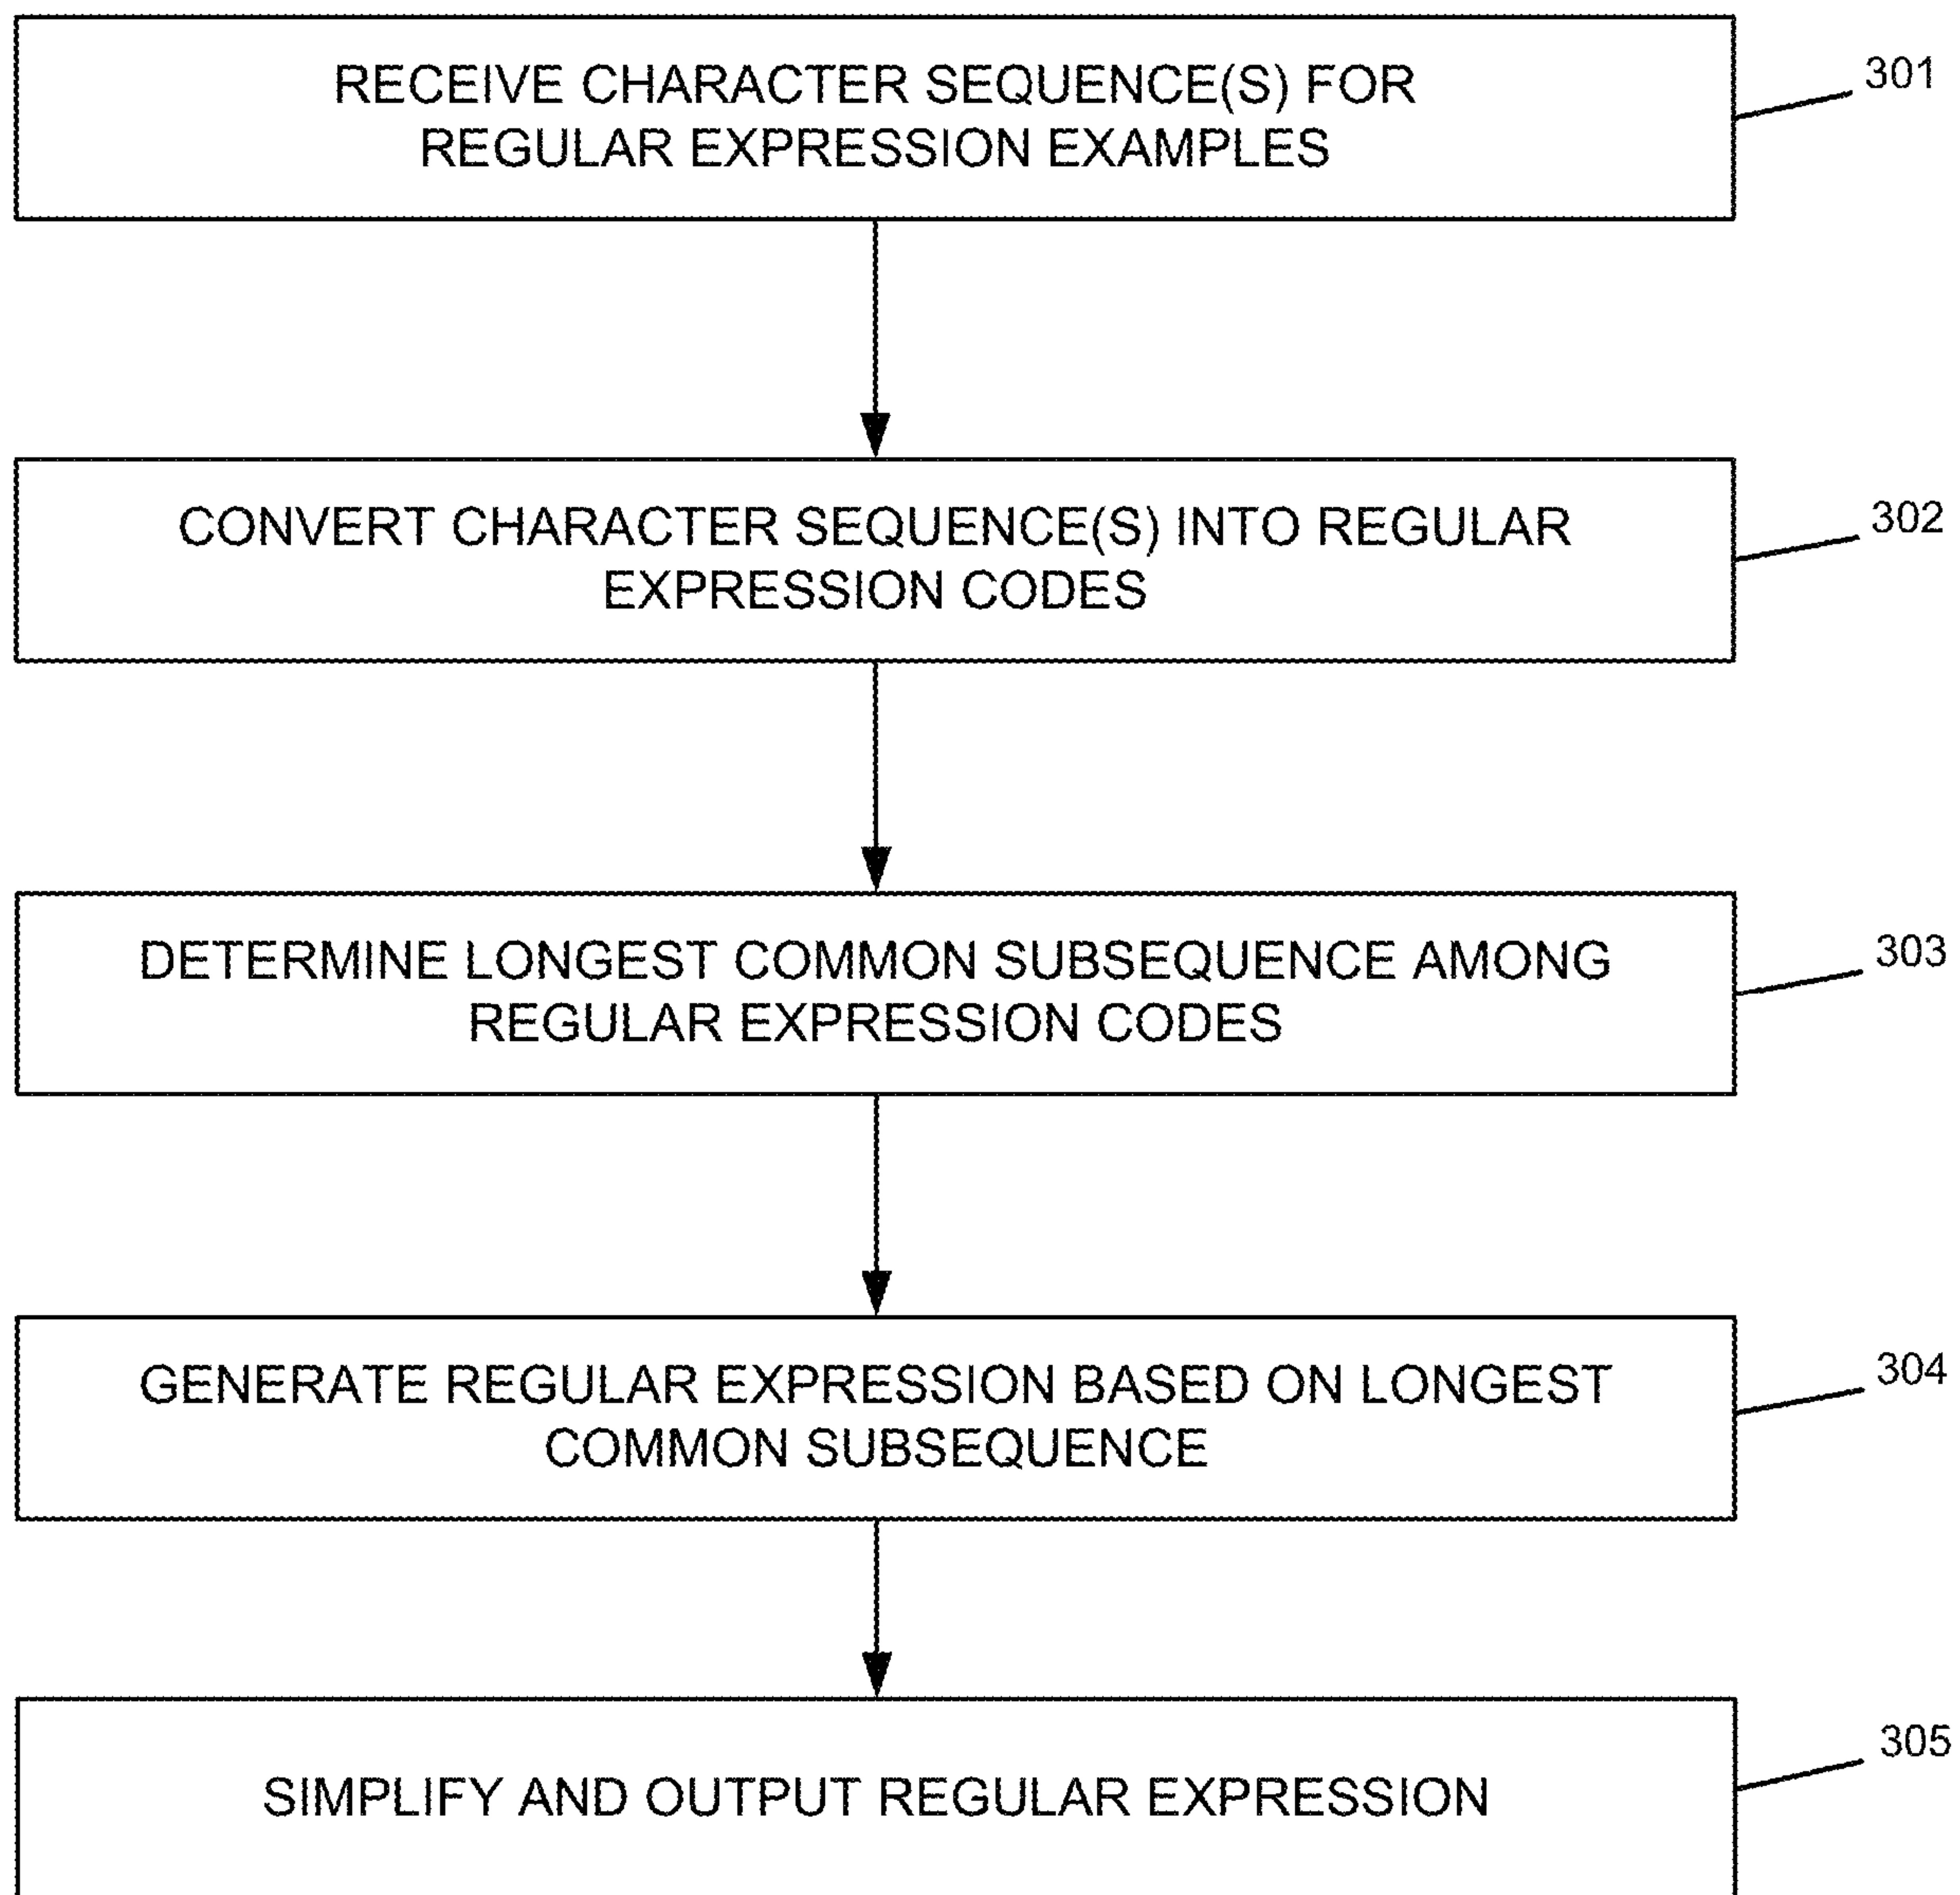 RECEIVE CHARACTER SEQUENCE(S) FOR
REGULAR EXPRESSION EXAMPLES
301
CONVERT CHARACTER SEQUENCE(S) INTO REGULAR
EXPRESSION CODES
302
DETERMINE LONGEST COMMON SUBSEQUENCE AMONG
REGULAR EXPRESSION CODES
303
GENERATE REGULAR EXPRESSION BASED ON LONGEST
COMMON SUBSEQUENCE
304
SIMPLIFY AND OUTPUT REGULAR EXPRESSION
305